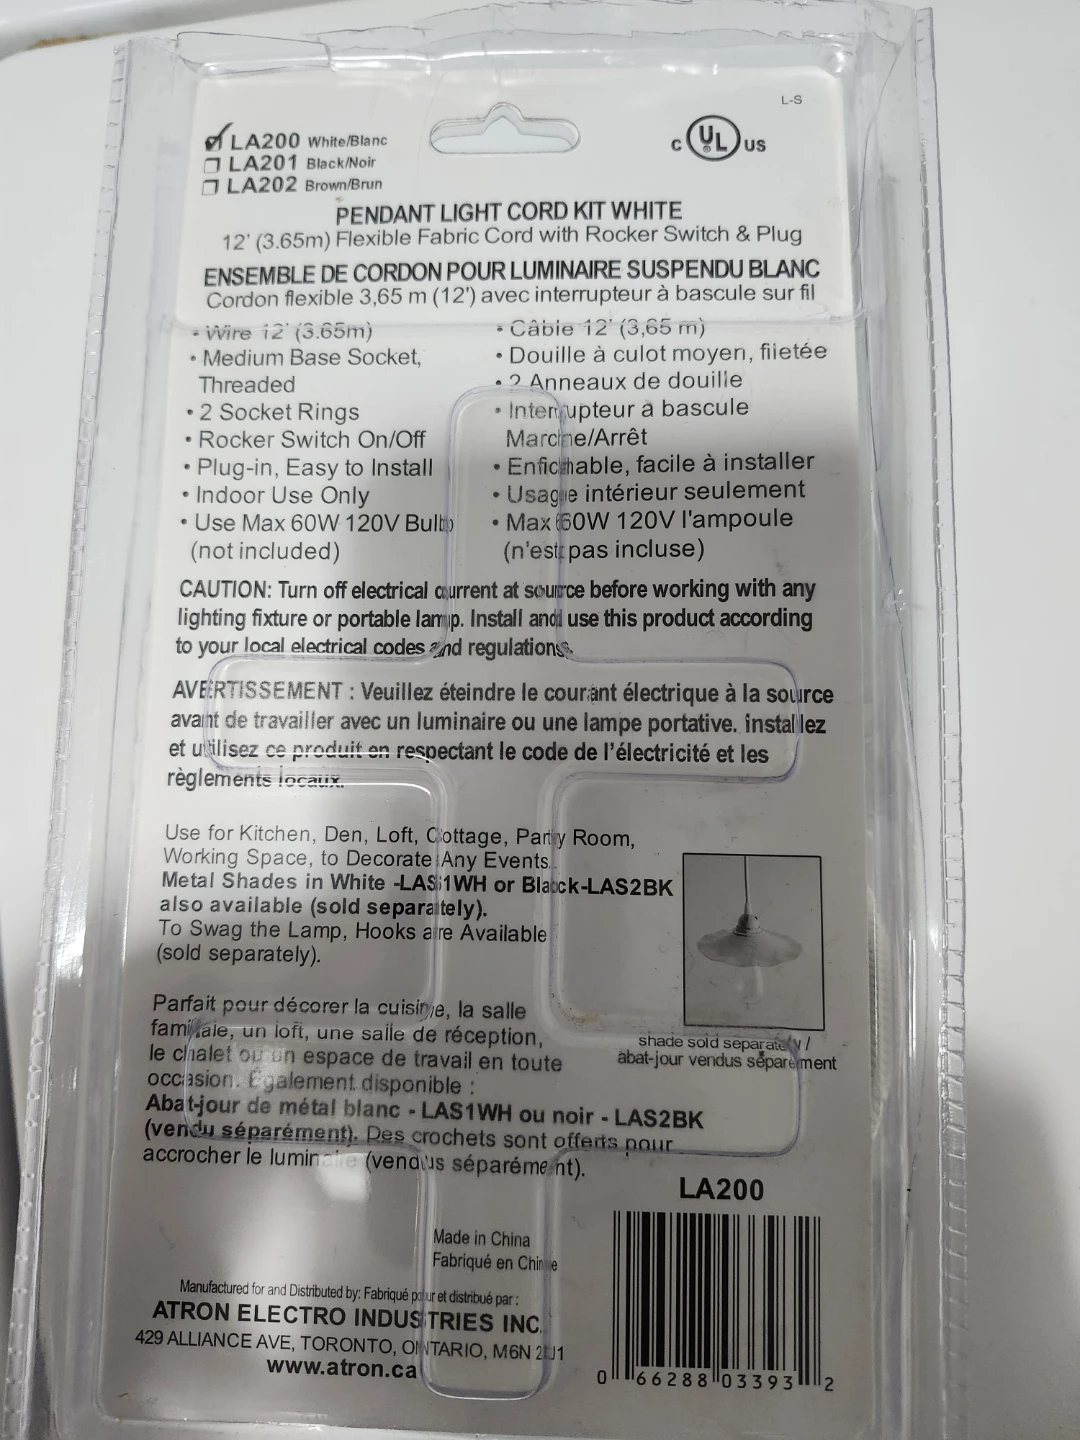 L-S
LA200 White/Blanc
LA201 Black/Noir
LA202 Brown/Brun
C UL ® US
PENDANT LIGHT CORD KIT WHITE
12' (3.65m) Flexible Fabric Cord with Rocker Switch & Plug
ENSEMBLE DE CORDON POUR LUMINAIRE SUSPENDU BLANC
Cordon flexible 3,65 m (12') avec interrupteur à bascule sur fil
• Wire 12' (3.65m)
• Medium Base Socket,
Threaded
• 2 Socket Rings
• Rocker Switch On/Off
• Plug-in, Easy to Install
• Indoor Use Only
• Use Max 60W 120V Bulb
(not included)
• Câble 12' (3,65 m)
• Douille à culot moyen, filetée
• 2 Anneaux de douille
• Interrupteur à bascule
Marche/Arrêt
• Enfichable, facile à installer
• Usage intérieur seulement
• Max 60W 120V l'ampoule
(n'est pas incluse)
CAUTION: Turn off electrical current at source before working with any
lighting fixture or portable lamp. Install and use this product according
to your local electrical codes and regulations.
AVERTISSEMENT : Veuillez éteindre le courant électrique à la source
avant de travailler avec un luminaire ou une lampe portative. Installez
et utilisez ce produit en respectant le code de l'électricité et les
règlements locaux.
Use for Kitchen, Den, Loft, Cottage, Party Room,
Working Space, to Decorate Any Events.
Metal Shades in White -LAS1WH or Black-LAS2BK
also available (sold separately).
To Swag the Lamp, Hooks are Available
(sold separately).
Parfait pour décorer la cuisine, la salle
familiale, un loft, une salle de réception,
le chalet ou un espace de travail en toute
occasion. Également disponible :
Abat-jour de métal blanc - LAS1WH ou noir - LAS2BK
(vendu séparément). Des crochets sont offerts pour
accrocher le luminaire (vendus séparément).
shade sold separately /
abat-jour vendus séparément
LA200
Made in China
Fabriqué en Chine
Manufactured for and Distributed by: Fabriqué pour et distribué par :
ATRON ELECTRO INDUSTRIES INC.
429 ALLIANCE AVE, TORONTO, ONTARIO, M6N 2J1
www.atron.ca
0 66288 03393 2